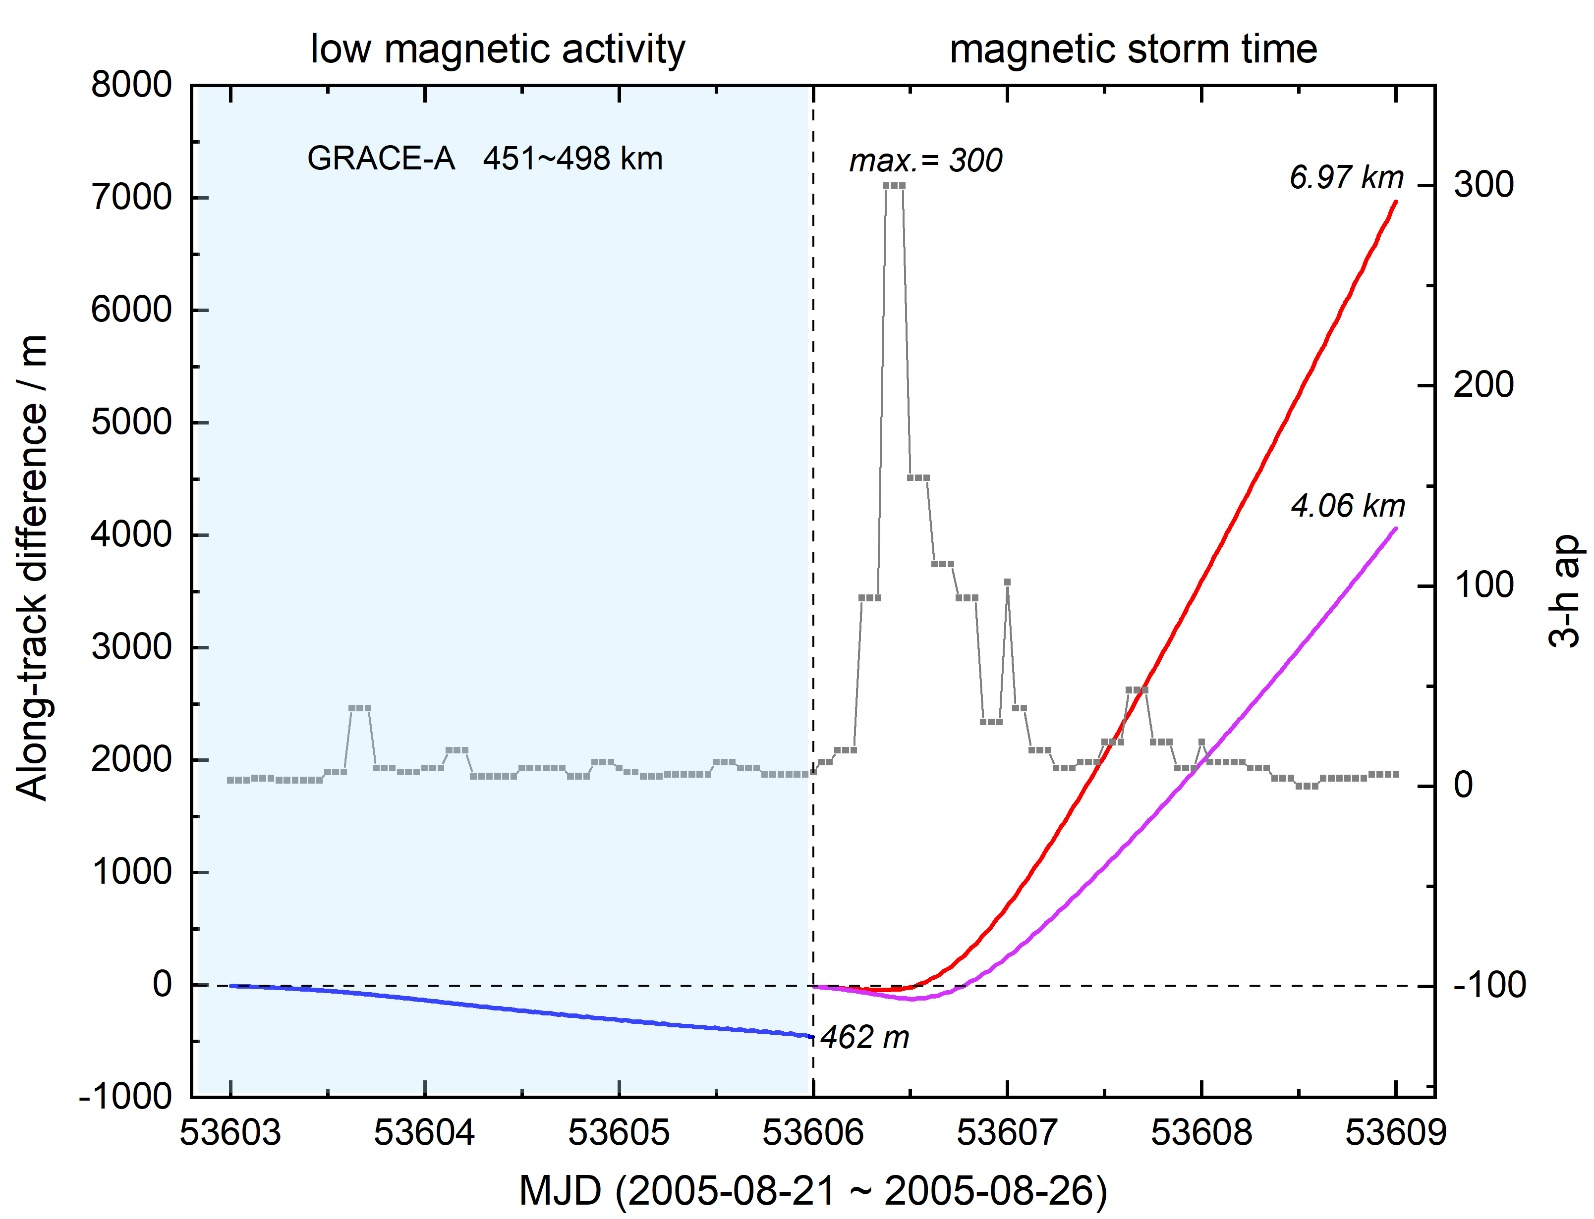 low magnetic activity
magnetic storm time
8000
7000
6000
5000
4000
3000
2000
1000
0
-1000
Along-track difference / m
GRACE-A 451~498 km
max.= 300
6.97 km
4.06 km
462 m
300
200
100
0
-100
3-h ap
53603 53604 53605 53606 53607 53608 53609
MJD (2005-08-21 ~ 2005-08-26)